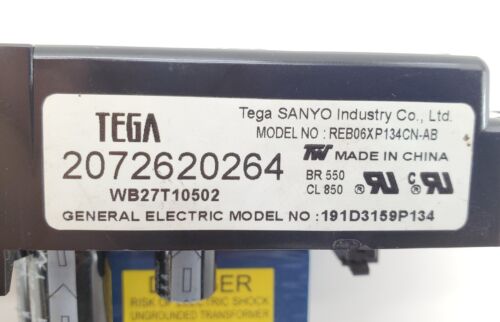 Tega SANYO Industry Co., Ltd.
TEGA
MODEL NO : REB06XP134CN-AB
2072620264
MADE IN CHINA
BR 550
CL 850
WB27T10502
GENERAL ELECTRIC MODEL NO : 191D3159P134
RISK OF ELECTRIC SHOCK
UNGROUNDED TRANSFORMER